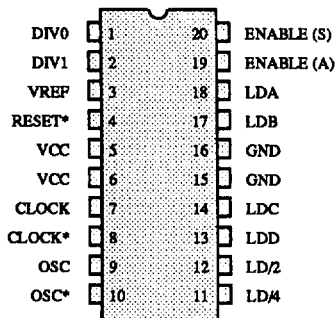 DIV0 1 20 ENABLE (S)
DIV1 2 19 ENABLE (A)
VREF 3 18 LDA
RESET* 4 17 LDB
VCC 5 16 GND
VCC 6 15 GND
CLOCK 7 14 LDC
CLOCK* 8 13 LDD
OSC 9 12 LD/2
OSC* 10 11 LD/4